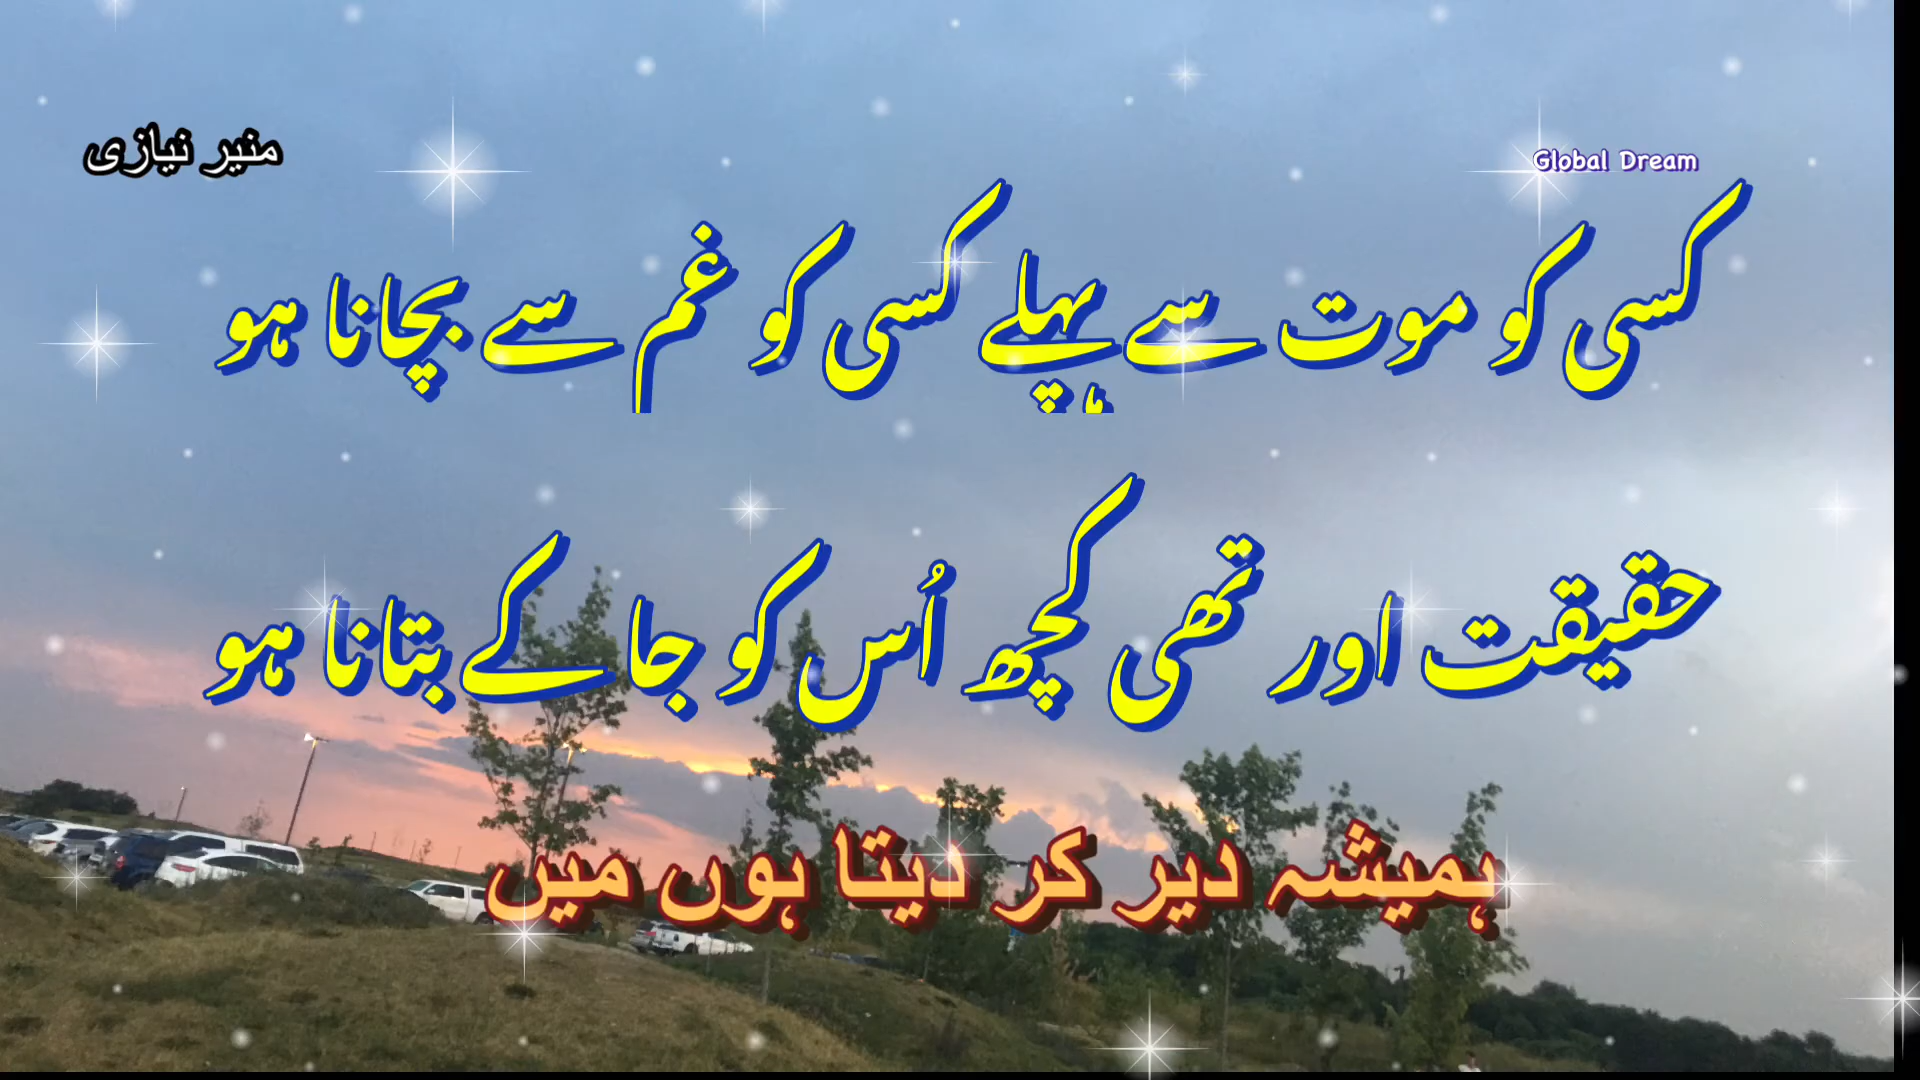 منیر نیازی
Global Dream
کسی کو موت سے پہلے کسی کو غم سے بچانا ہو
حقیقت اور تھی کچھ اُس کو جا کے بتانا ہو
ہمیشہ دیر کر دیتا ہوں میں